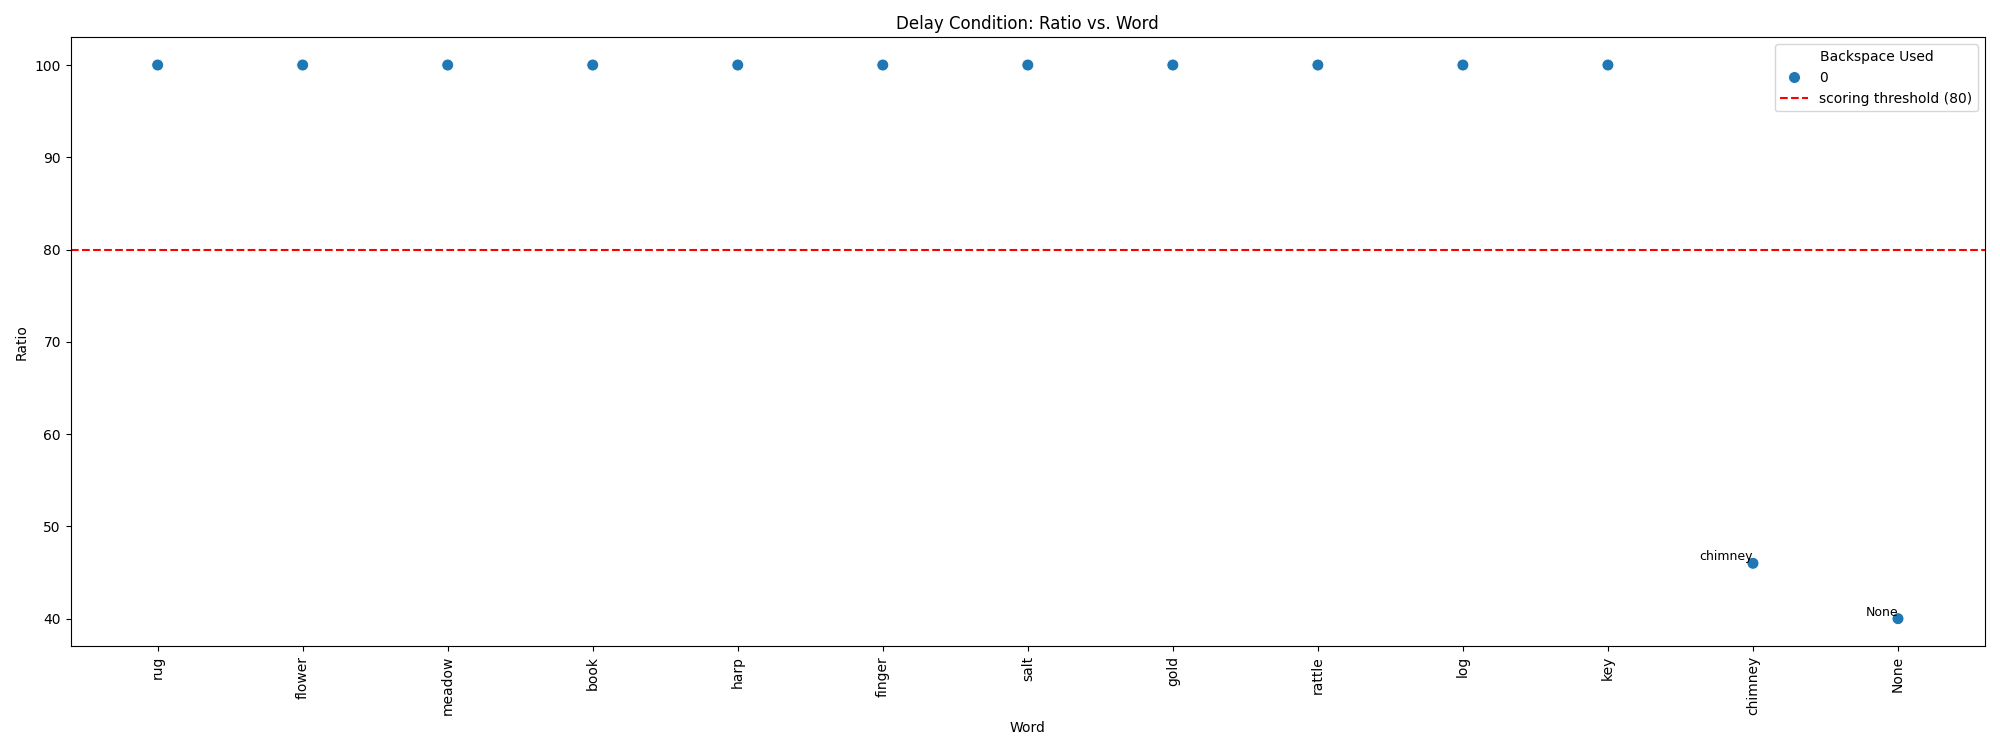 Delay Condition: Ratio vs. Word
Backspace Used
0
scoring threshold (80)
Ratio
100
90
80
70
60
50
40
chimney
None
rug
flower
meadow
book
harp
finger
salt
gold
rattle
log
key
chimney
None
Word